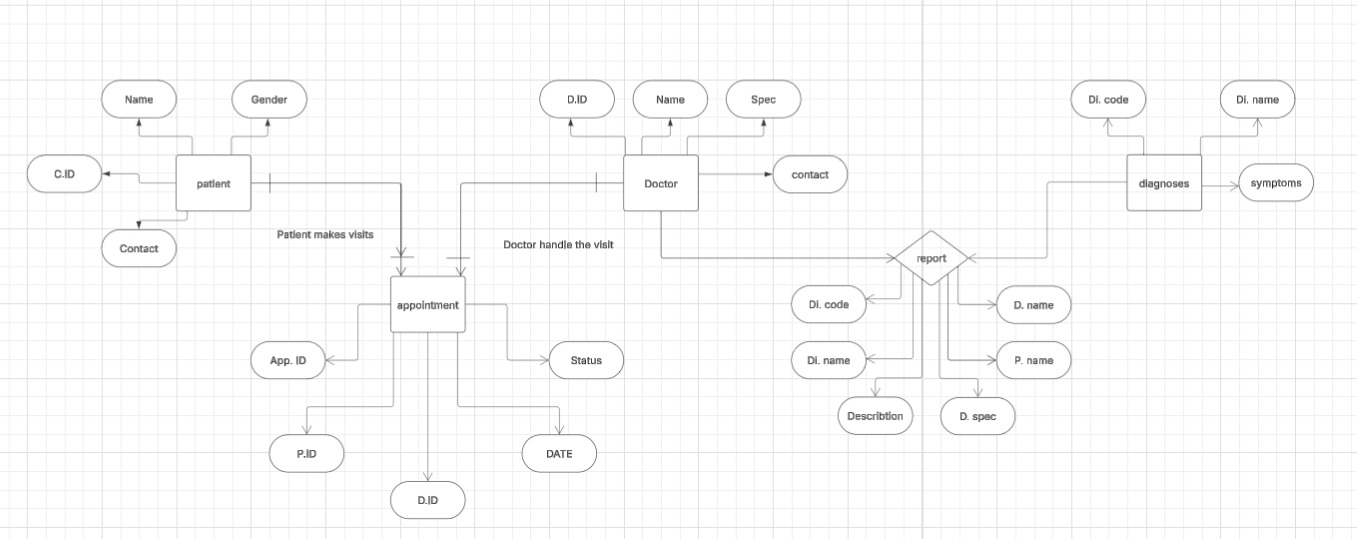 Name
Gender
C.ID
patient
Contact
Patient makes visits
D.ID
Name
Spec
Doctor
contact
Doctor handle the visit
appointment
App. ID
Status
P.ID
DATE
D.ID
Di. code
Di. name
diagnoses
symptoms
report
Di. code
D. name
Di. name
P. name
Describtion
D. spec